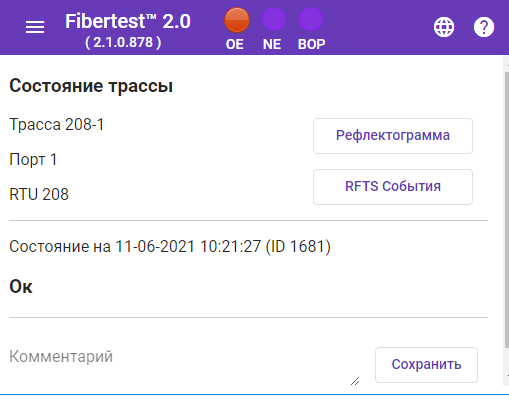 Fibertest™ 2.0
( 2.1.0.878 )
OE NE BOP
?
Состояние трассы
Трасса 208-1
Рефлектограмма
Порт 1
RFTS События
RTU 208
Состояние на 11-06-2021 10:21:27 (ID 1681)
Ок
Комментарий
Сохранить